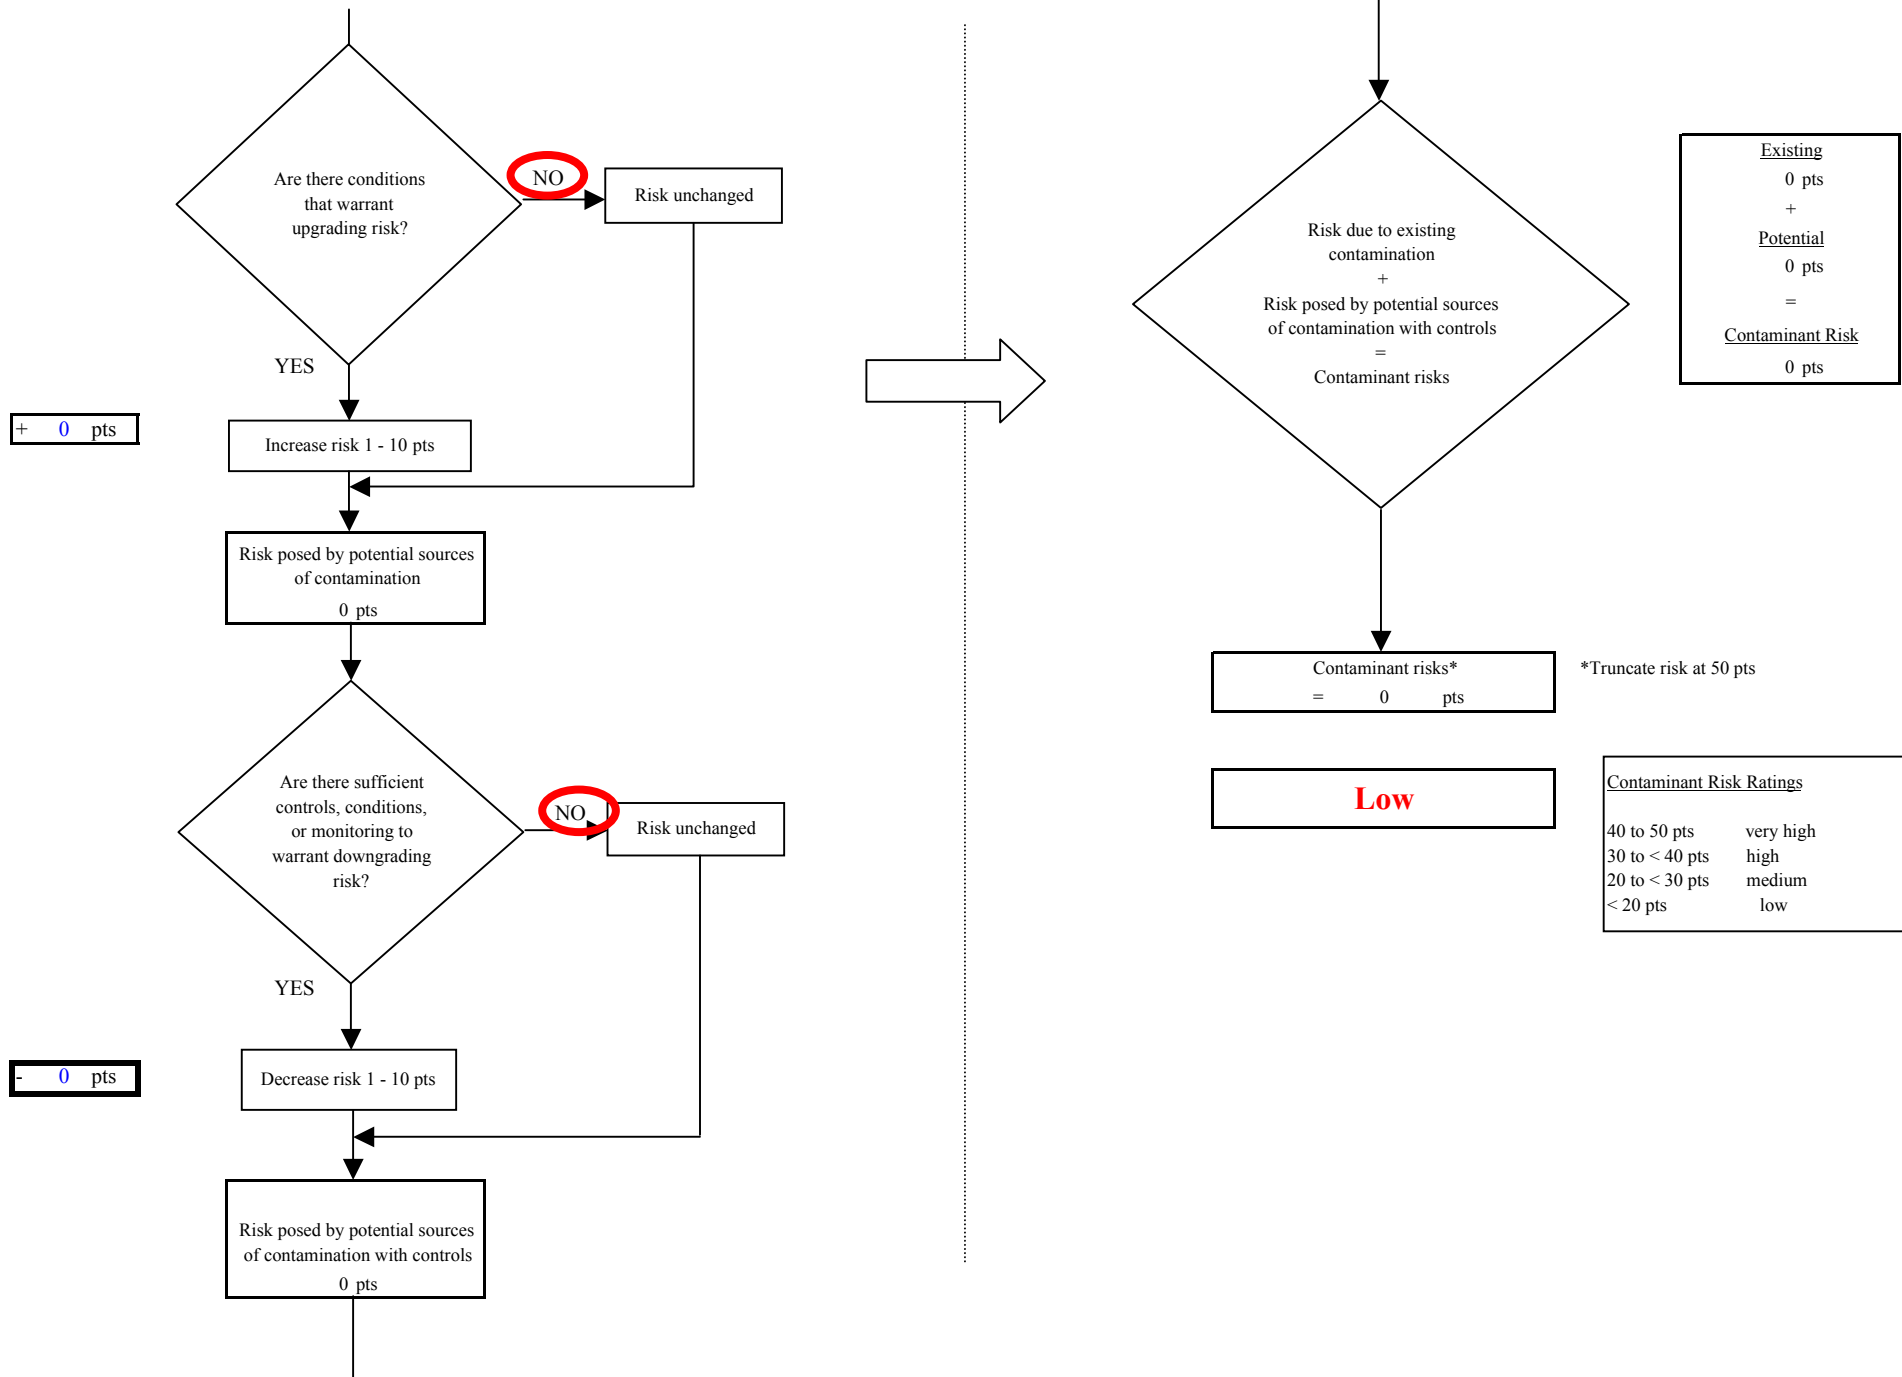 Are there conditions
that warrant
upgrading risk?
NO
Risk unchanged
YES
+ 0 pts
Increase risk 1 - 10 pts
Risk posed by potential sources
of contamination
0 pts
Are there sufficient
controls, conditions,
or monitoring to
warrant downgrading
risk?
NO
Risk unchanged
YES
- 0 pts
Decrease risk 1 - 10 pts
Risk posed by potential sources
of contamination with controls
0 pts
Risk due to existing
contamination
+
Risk posed by potential sources
of contamination with controls
=
Contaminant risks
Existing
0 pts
+
Potential
0 pts
=
Contaminant Risk
0 pts
Contaminant risks*
= 0 pts
*Truncate risk at 50 pts
Low
Contaminant Risk Ratings
40 to 50 pts very high
30 to < 40 pts high
20 to < 30 pts medium
< 20 pts low